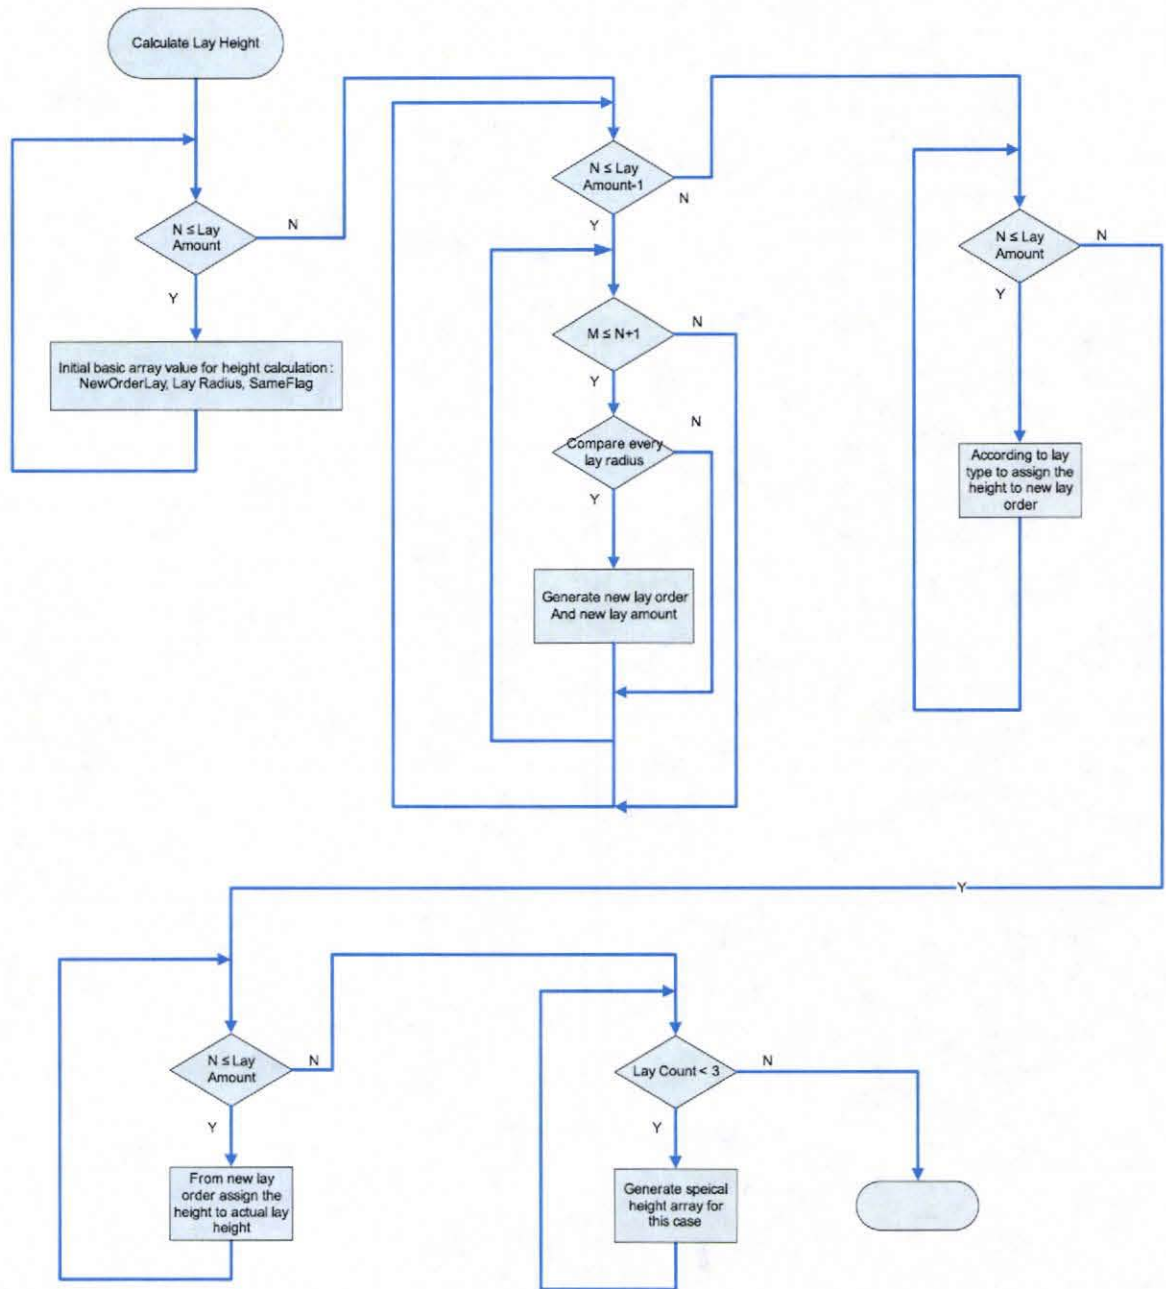 Calculate Lay Height
N ≤ Lay
Amount
N
Y
Initial basic array value for height calculation :
NewOrderLay, Lay Radius, SameFlag
N ≤ Lay
Amount-1
N
Y
M ≤ N+1
N
Y
Compare every
lay radius
N
Y
Generate new lay order
And new lay amount
N ≤ Lay
Amount
N
Y
According to lay
type to assign the
height to new lay
order
Y
N ≤ Lay
Amount
N
Y
From new lay
order assign the
height to actual lay
height
Lay Count < 3
N
Y
Generate speical
height array for
this case